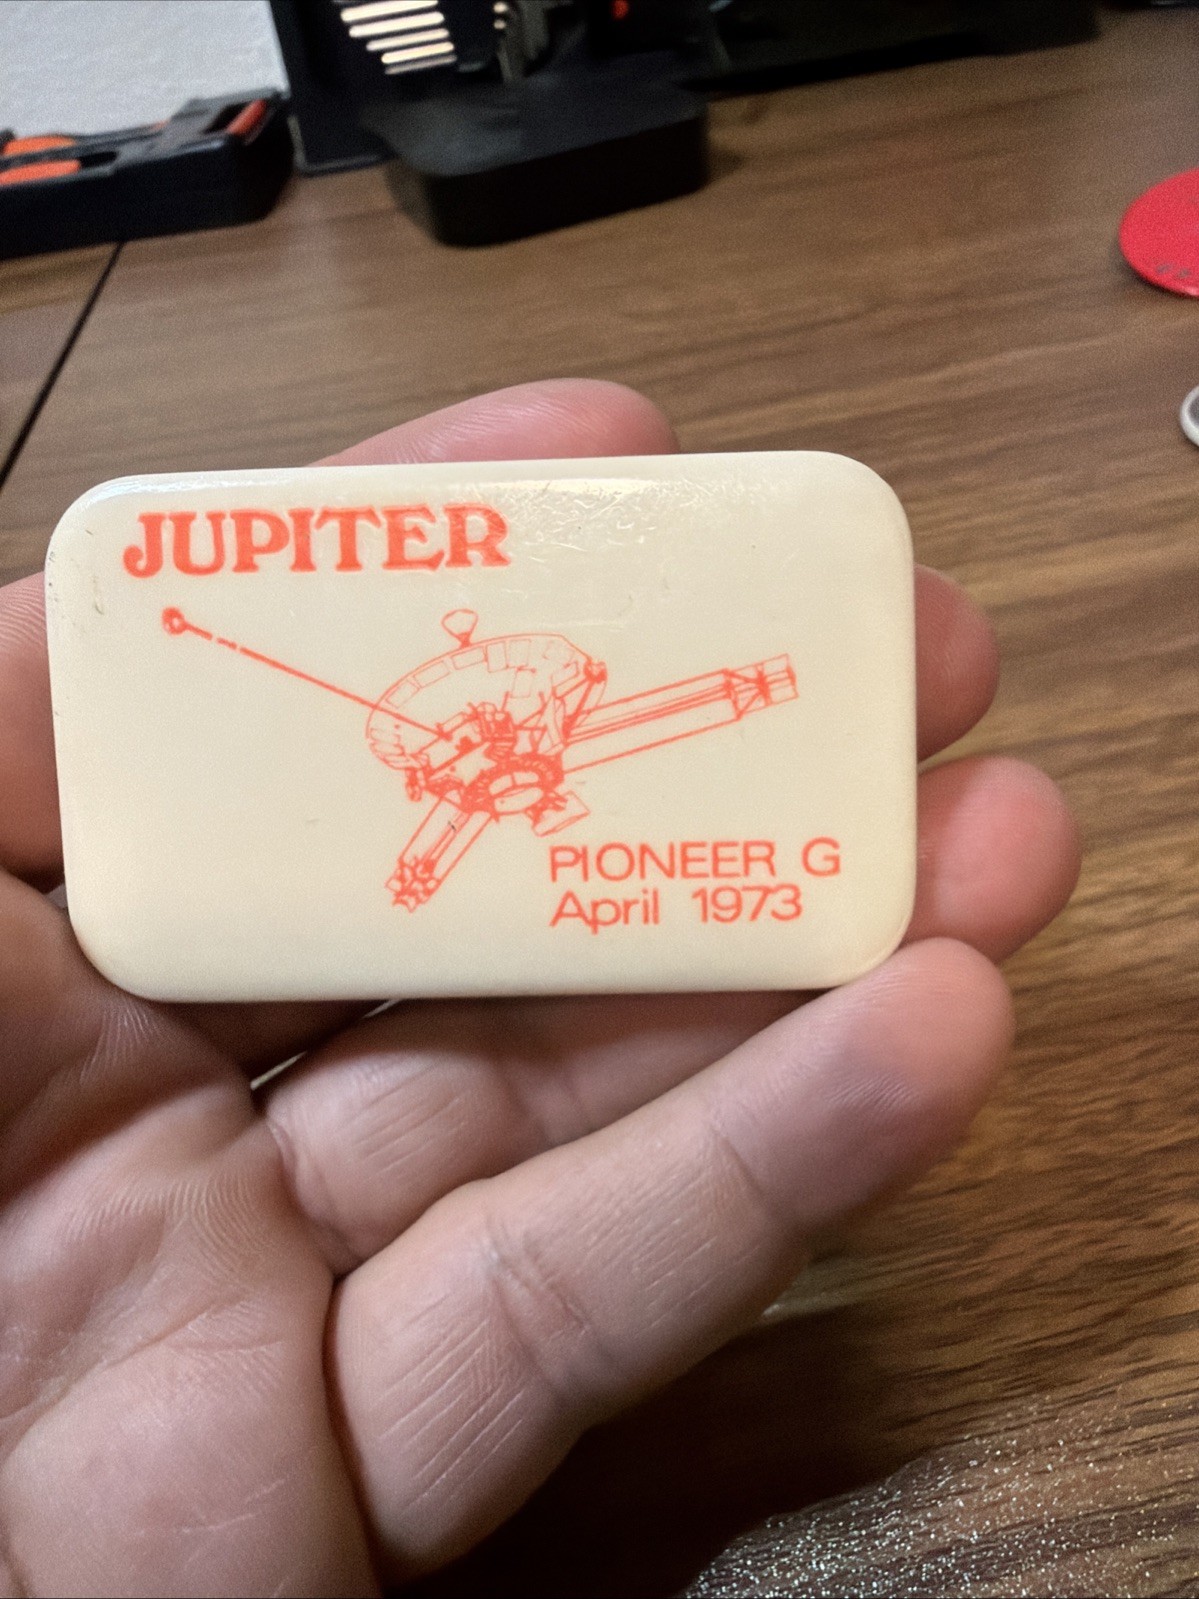 JUPITER
PIONEER G
April 1973